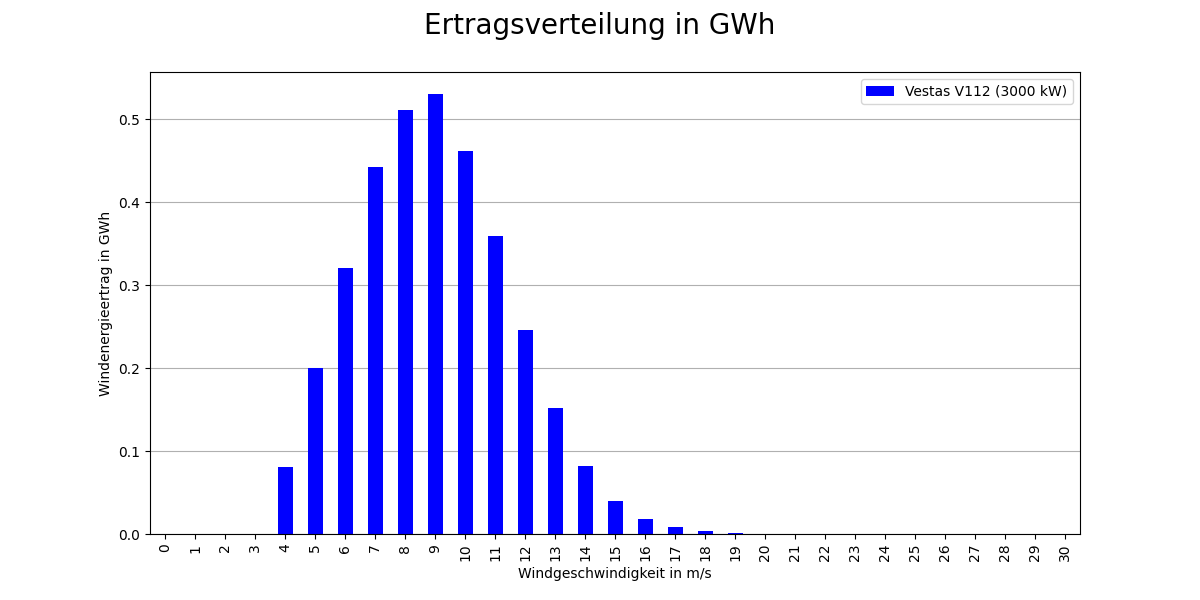 Ertragsverteilung in GWh
Vestas V112 (3000 kW)
Windenergieertrag in GWh
0.5
0.4
0.3
0.2
0.1
0.0
0 1 2 3 4 5 6 7 8 9 10 11 12 13 14 15 16 17 18 19 20 21 22 23 24 25 26 27 28 29 30
Windgeschwindigkeit in m/s